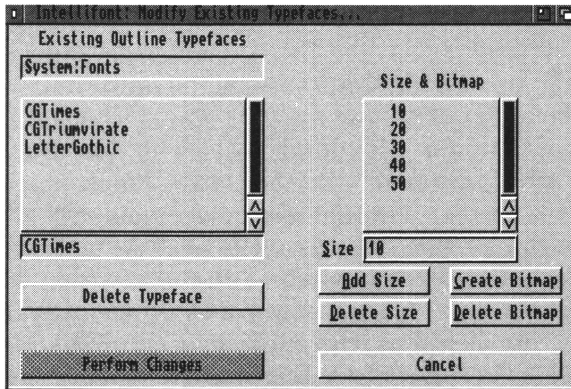 Intellifont: Modify Existing Typefaces...
Existing Outline Typefaces
System:Fonts
CGTimes
CGTriumvirate
LetterGothic
CGTimes
Delete Typeface
Perform Changes
Size & Bitmap
10
20
30
40
50
Size 10
Add Size
Create Bitmap
Delete Size
Delete Bitmap
Cancel